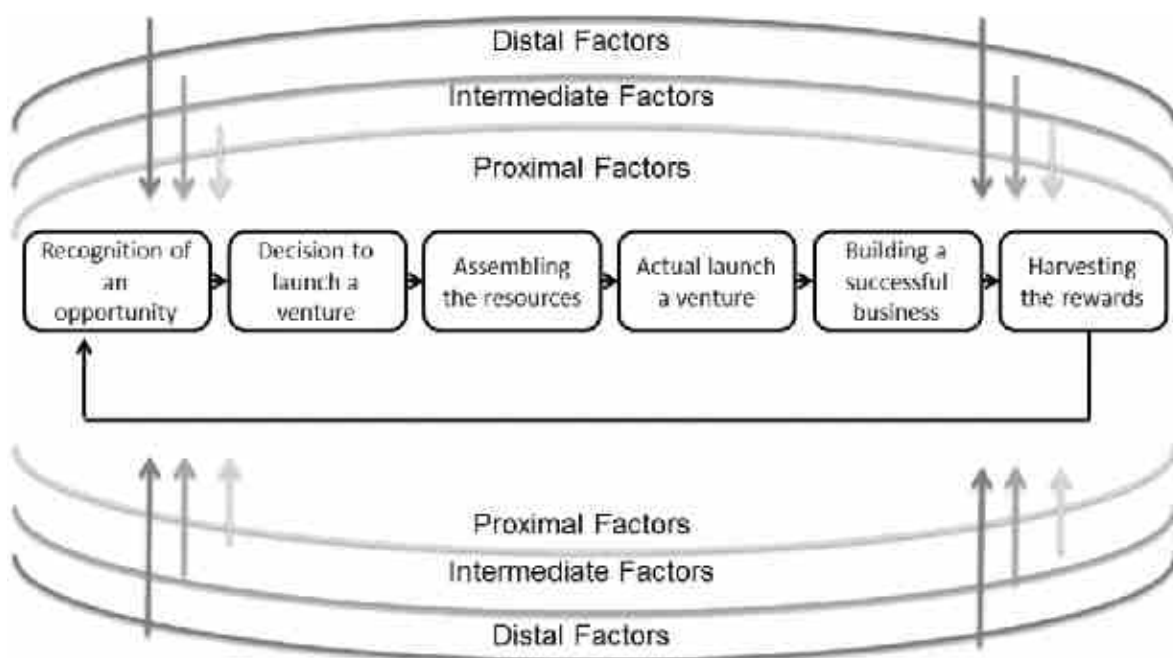 Distal Factors
Intermediate Factors
Proximal Factors
Recognition of
an
opportunity
Decision to
launch a
venture
Assembling
the resources
Actual launch
a venture
Building a
successful
business
Harvesting
the rewards
Proximal Factors
Intermediate Factors
Distal Factors